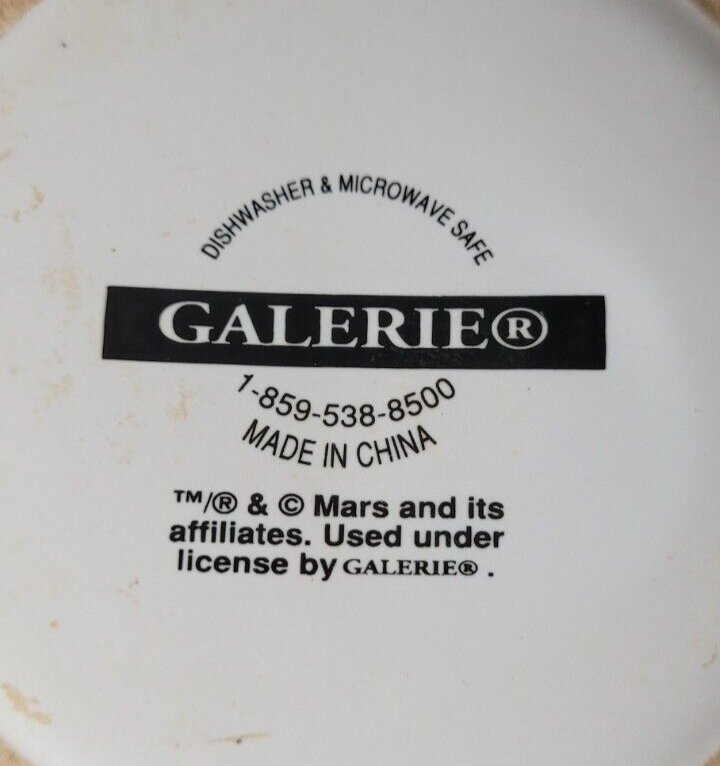 DISHWASHER & MICROWAVE SAFE
GALERIE®
1-859-538-8500
MADE IN CHINA
™/® & © Mars and its
affiliates. Used under
license by GALERIE® .